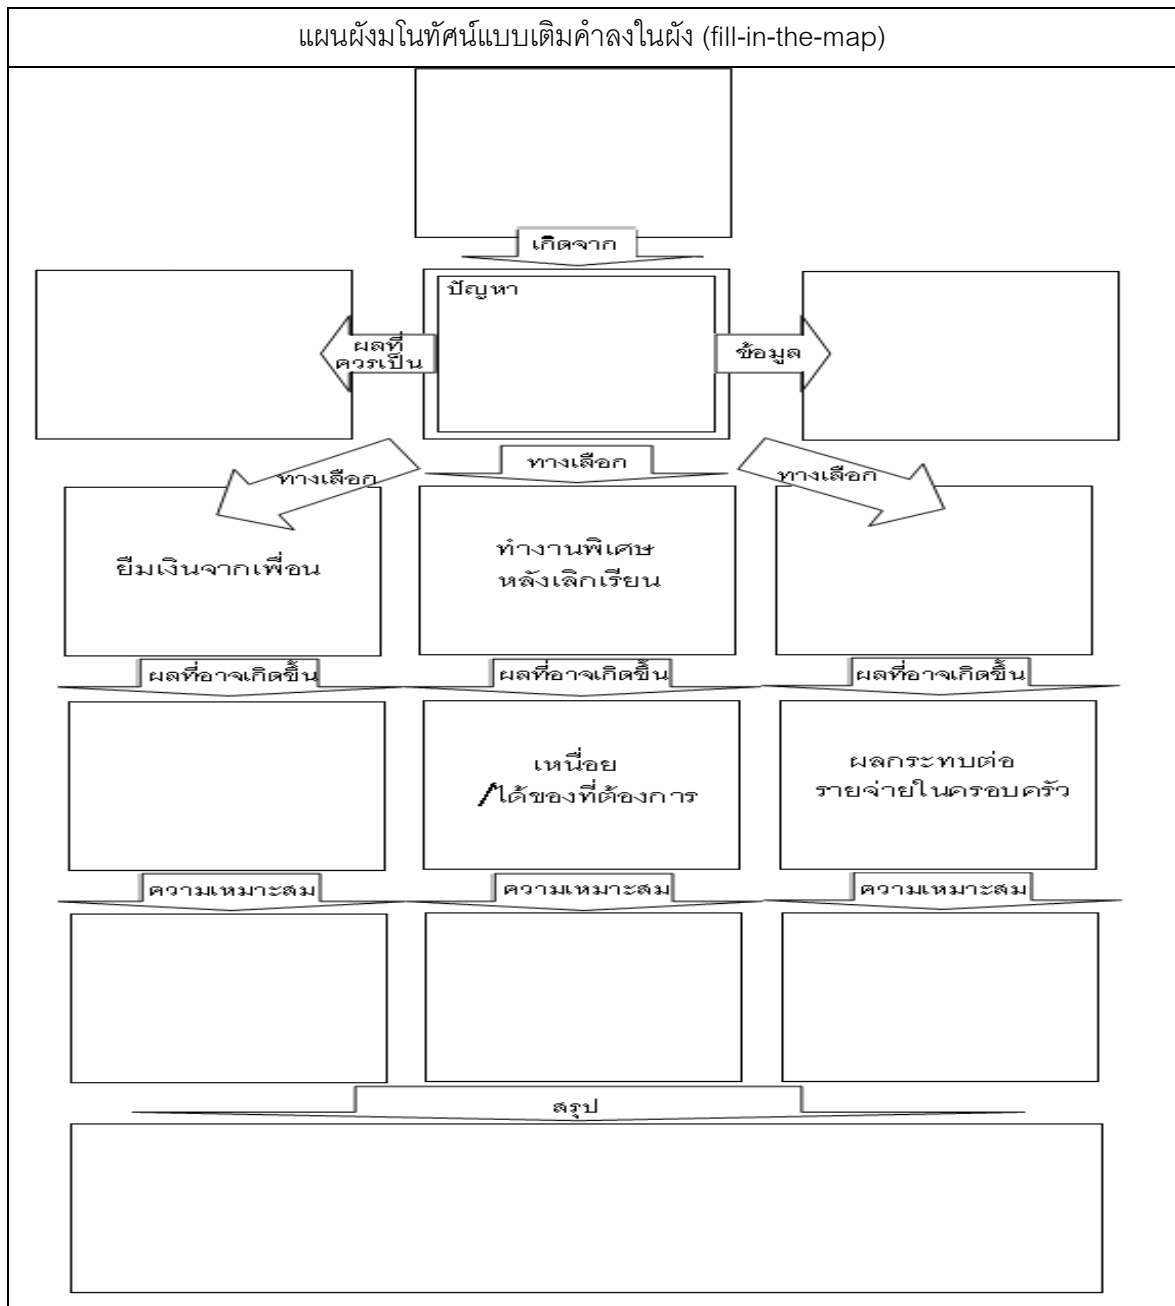 แผนผังมโนทัศน์แบบเติมคำลงในผัง (fill-in-the-map)
เกิดจาก
ปัญหา
ผลที่
ควรเป็น
ข้อมูล
ทางเลือก
ทางเลือก
ทางเลือก
ยืมเงินจากเพื่อน
ทำงานพิเศษ
หลังเลิกเรียน
ผลที่อาจเกิดขึ้น
ผลที่อาจเกิดขึ้น
ผลที่อาจเกิดขึ้น
เหนื่อย
/ได้ของที่ต้องการ
ผลกระทบต่อ
รายจ่ายในครอบครัว
ความเหมาะสม
ความเหมาะสม
ความเหมาะสม
สรุป